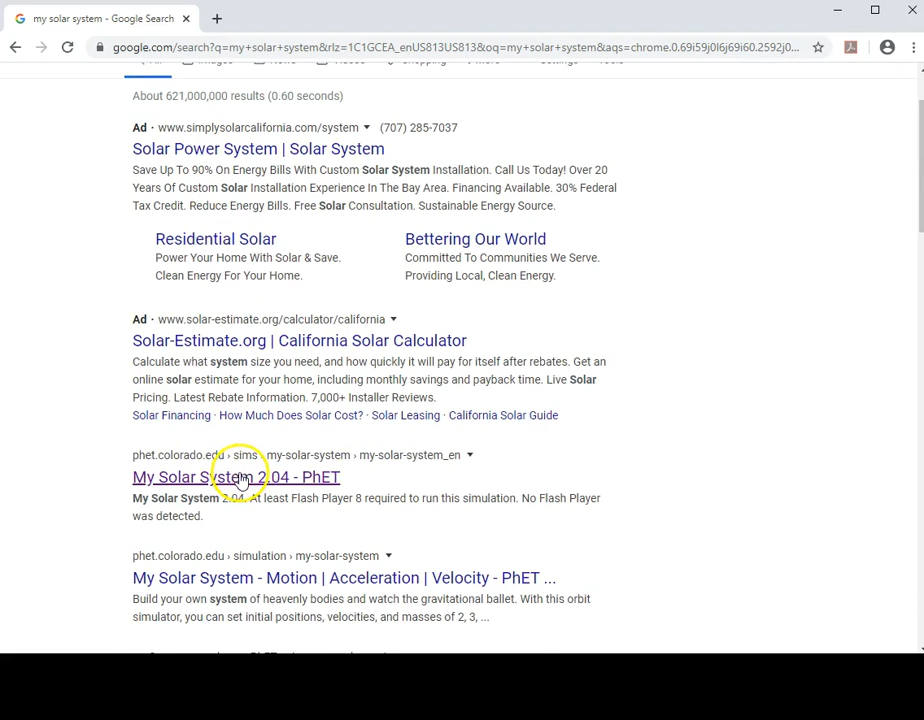 my solar system - Google Search
google.com/search?q=my+solar+system&rlz=1C1GCEA_enUS813US813&oq=my+solar+system&aqs=chrome.0.69i59j0l6j69i60.2592j0...
About 621,000,000 results (0.60 seconds)
Ad · www.simplysolarcalifornia.com/system (707) 285-7037
Solar Power System | Solar System
Save Up To 90% On Energy Bills With Custom Solar System Installation. Call Us Today! Over 20
Years Of Custom Solar Installation Experience In The Bay Area. Financing Available. 30% Federal
Tax Credit. Reduce Energy Bills. Free Solar Consultation. Sustainable Energy Source.
Residential Solar Bettering Our World
Power Your Home With Solar & Save. Committed To Communities We Serve.
Clean Energy For Your Home. Providing Local, Clean Energy.
Ad · www.solar-estimate.org/calculator/california
Solar-Estimate.org | California Solar Calculator
Calculate what system size you need, and how quickly it will pay for itself after rebates. Get an
online solar estimate for your home, including monthly savings and payback time. Live Solar
Pricing. Latest Rebate Information. 7,000+ Installer Reviews.
Solar Financing · How Much Does Solar Cost? · Solar Leasing · California Solar Guide
phet.colorado.edu › sims › my-solar-system › my-solar-system_en
My Solar System 2.04 - PhET
My Solar System 2.04. At least Flash Player 8 required to run this simulation. No Flash Player
was detected.
phet.colorado.edu › simulation › my-solar-system
My Solar System - Motion | Acceleration | Velocity - PhET ...
Build your own system of heavenly bodies and watch the gravitational ballet. With this orbit
simulator, you can set initial positions, velocities, and masses of 2, 3, ...